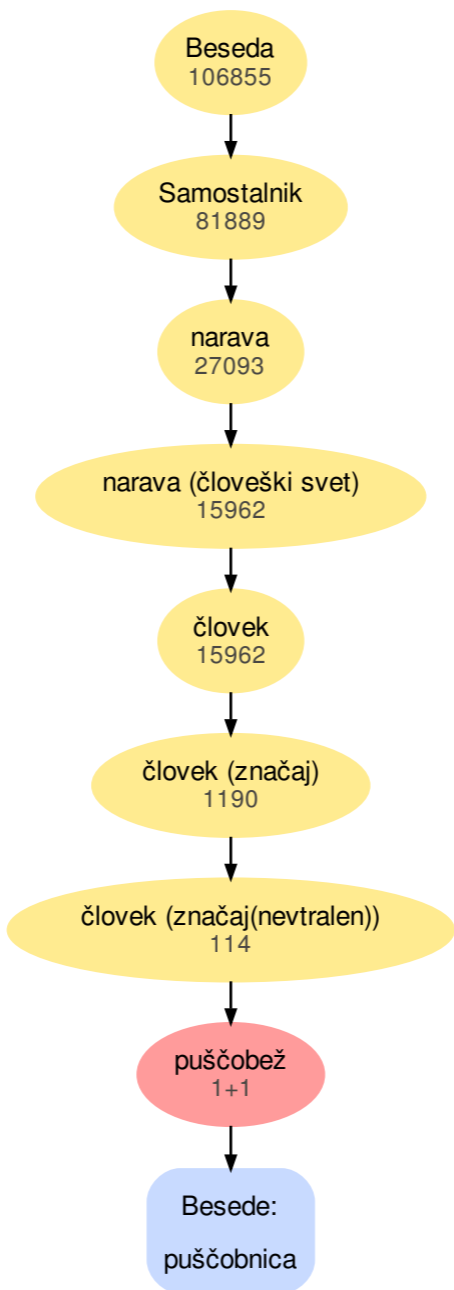 Beseda
106855
Samostalnik
81889
narava
27093
narava (človeški svet)
15962
človek
15962
človek (značaj)
1190
človek (značaj(nevtralen))
114
puščobež
1+1
Besede:
puščobnica